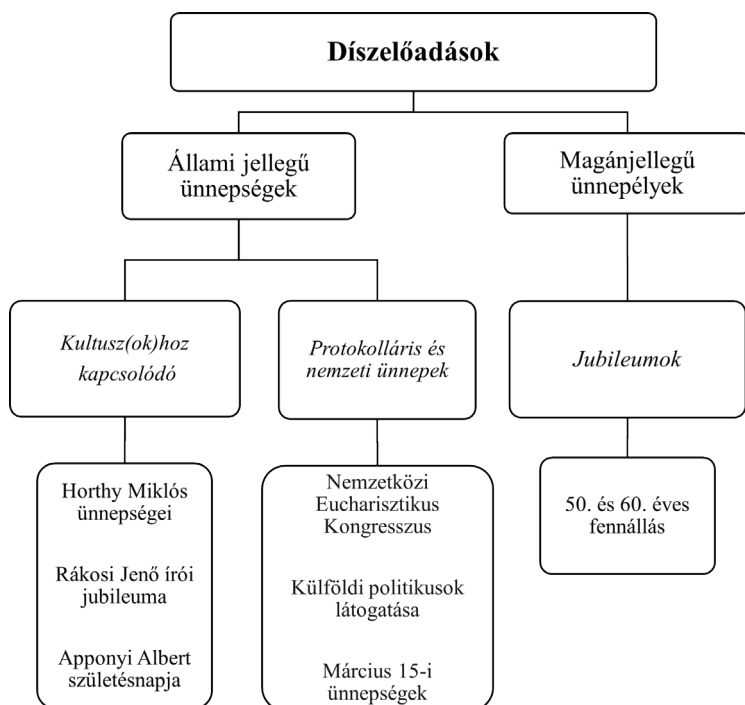 Díszelőadások
Állami jellegű
ünnepségek
Magánjellegű
ünnepélyek
Kultusz(ok)hoz
kapcsolódó
Protokolláris és
nemzeti ünnepek
Jubileumok
Horthy Miklós
ünnepségei
Rákosi Jenő írói
jubileuma
Apponyi Albert
születésnapja
Nemzetközi
Eucharisztikus
Kongresszus
Külföldi politikusok
látogatása
Március 15-i
ünnepségek
50. és 60. éves
fennállás